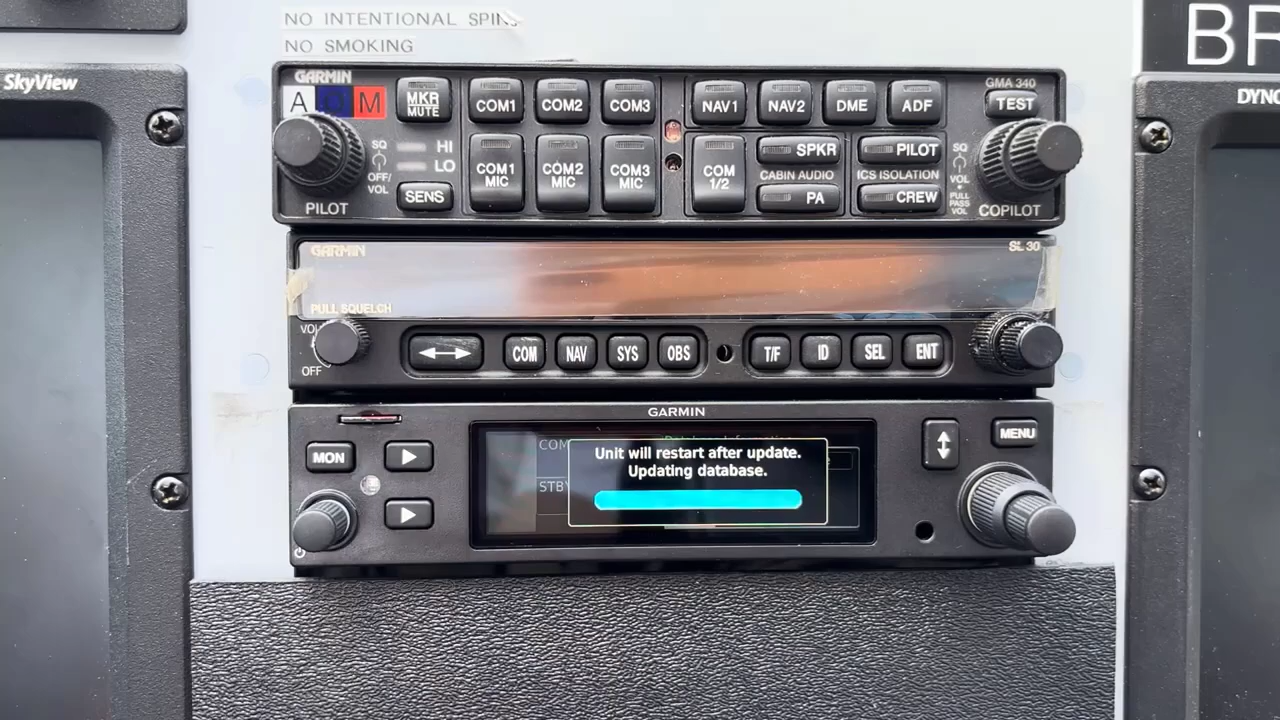 NO INTENTIONAL SPINS
NO SMOKING
SkyView
BR
DYNO
GARMIN
GMA 340
A O M
MKR MUTE
COM1
COM2
COM3
NAV1
NAV2
DME
ADF
TEST
SQ
OFF/
VOL
HI
LO
SENS
PILOT
COM1 MIC
COM2 MIC
COM3 MIC
COM 1/2
SPKR
CABIN AUDIO
PA
PILOT
ICS ISOLATION
CREW
SQ
VOL
PULL
PASS
VOL
COPILOT
GARMIN
SL 30
PULL SQUELCH
VOL
OFF
COM
NAV
SYS
OBS
T/F
ID
SEL
ENT
GARMIN
MON
MENU
COM
STBY
Unit will restart after update.
Updating database.